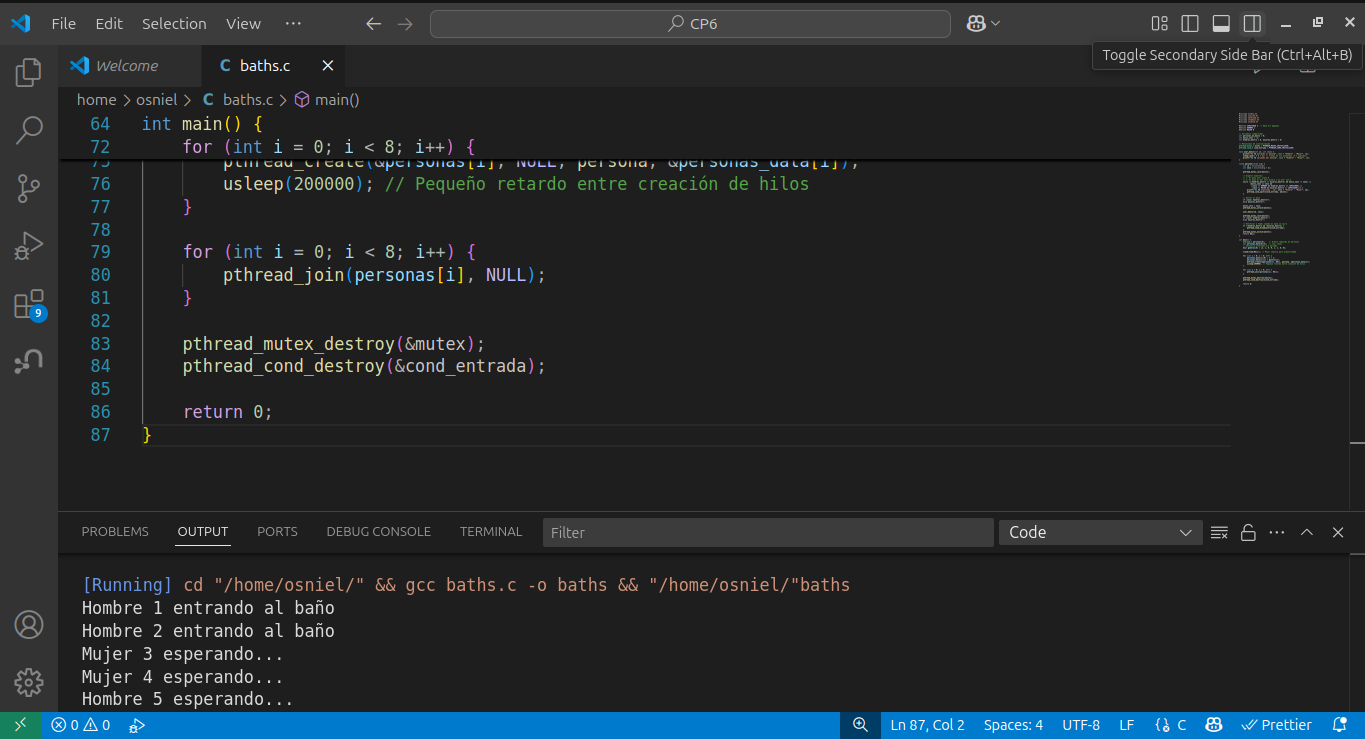 File Edit Selection View ··· CP6
Toggle Secondary Side Bar (Ctrl+Alt+B)
Welcome baths.c
home > osniel > C baths.c > main()
64 int main() {
72 for (int i = 0; i < 8; i++) {
75 pthread_create(&personas[i], NULL, persona, &personas_data[i]);
76 usleep(200000); // Pequeño retardo entre creación de hilos
77 }
78
79 for (int i = 0; i < 8; i++) {
80 pthread_join(personas[i], NULL);
81 }
82
83 pthread_mutex_destroy(&mutex);
84 pthread_cond_destroy(&cond_entrada);
85
86 return 0;
87 }
PROBLEMS OUTPUT PORTS DEBUG CONSOLE TERMINAL Filter Code
[Running] cd "/home/osniel/" && gcc baths.c -o baths && "/home/osniel/"baths
Hombre 1 entrando al baño
Hombre 2 entrando al baño
Mujer 3 esperando...
Mujer 4 esperando...
Hombre 5 esperando...
9
0 0 Ln 87, Col 2 Spaces: 4 UTF-8 LF {} C Prettier